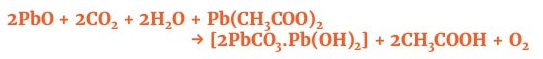 2PbO + 2CO₂ + 2H₂O + Pb(CH₃COO)₂
→ [2PbCO₃.Pb(OH)₂] + 2CH₃COOH + O₂